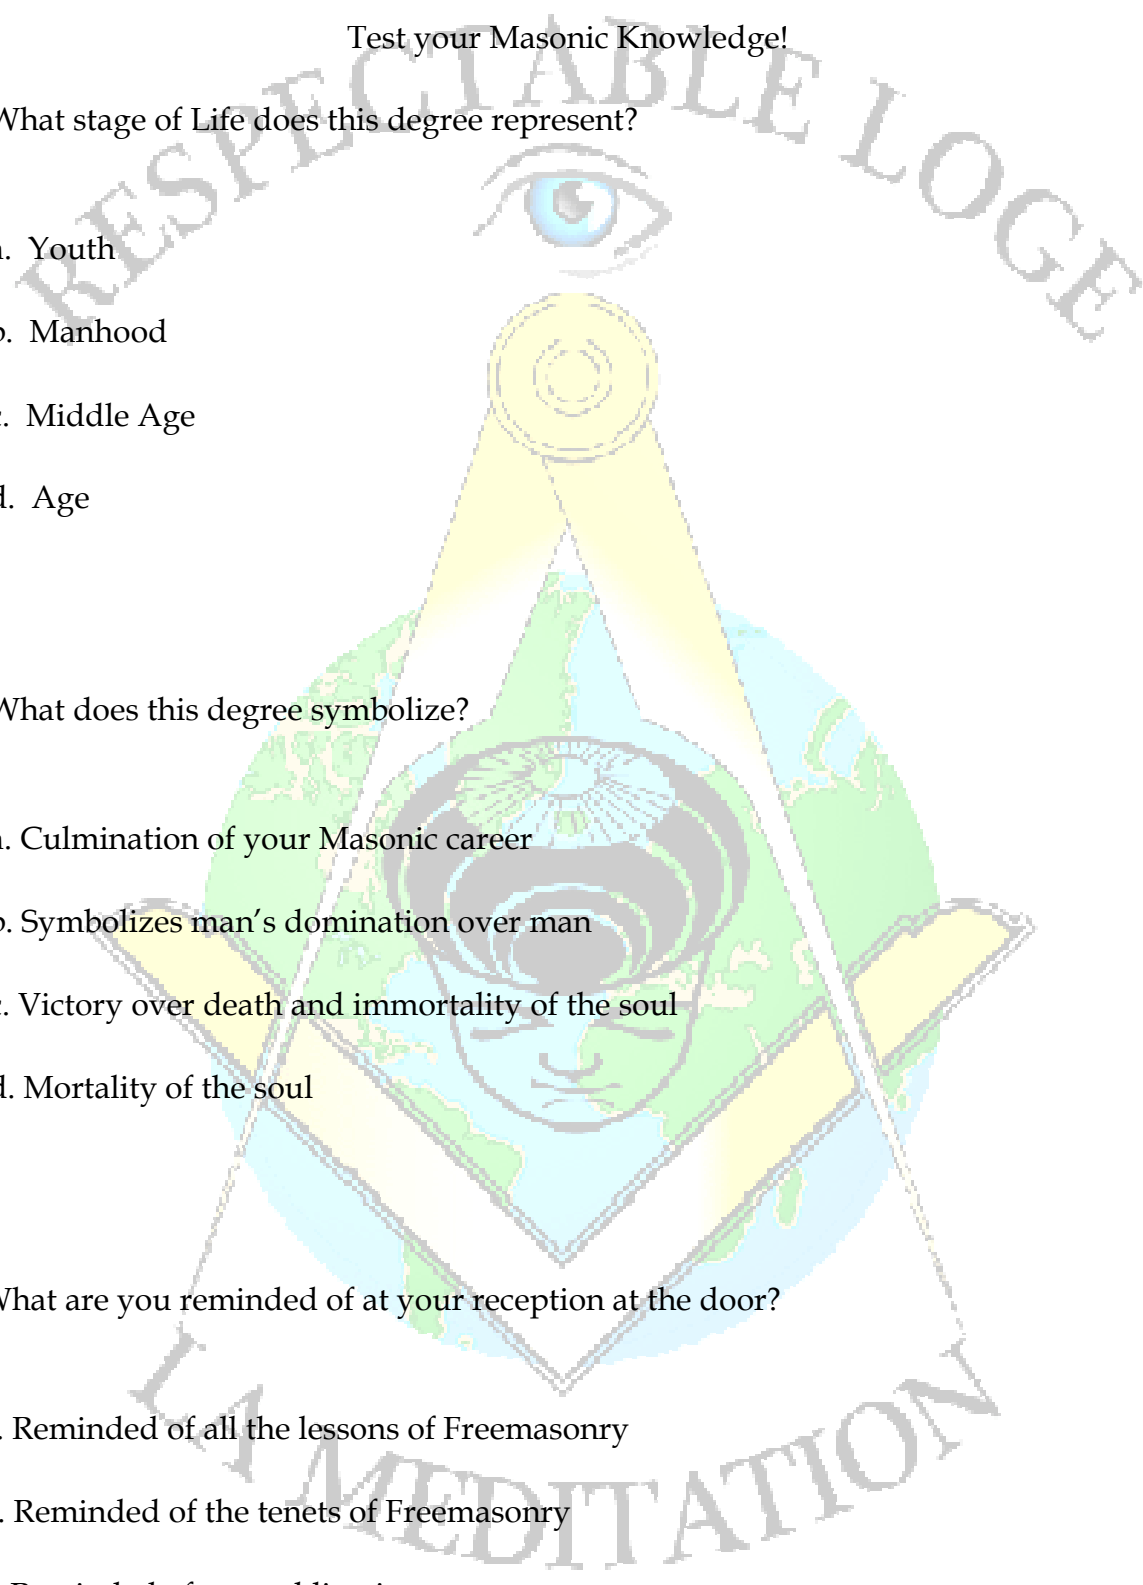 Test your Masonic Knowledge!
RESPECTABLE LOGE
What stage of Life does this degree represent?
. Youth
b. Manhood
c. Middle Age
d. Age
What does this degree symbolize?
. Culmination of your Masonic career
b. Symbolizes man’s domination over man
c. Victory over death and immortality of the soul
d. Mortality of the soul
What are you reminded of at your reception at the door?
. Reminded of all the lessons of Freemasonry
. Reminded of the tenets of Freemasonry
LA MEDITATION